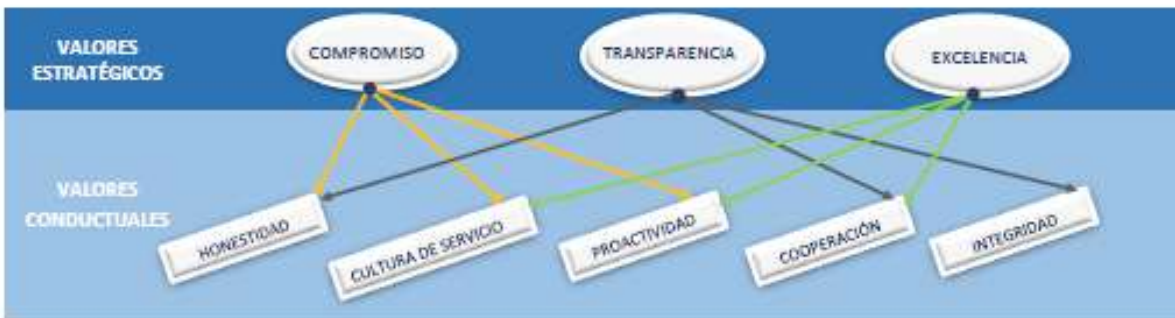 VALORES
ESTRATÉGICOS
COMPROMISO
TRANSPARENCIA
EXCELENCIA
VALORES
CONDUCTUALES
HONESTIDAD
CULTURA DE SERVICIO
PROACTIVIDAD
COOPERACIÓN
INTEGRIDAD